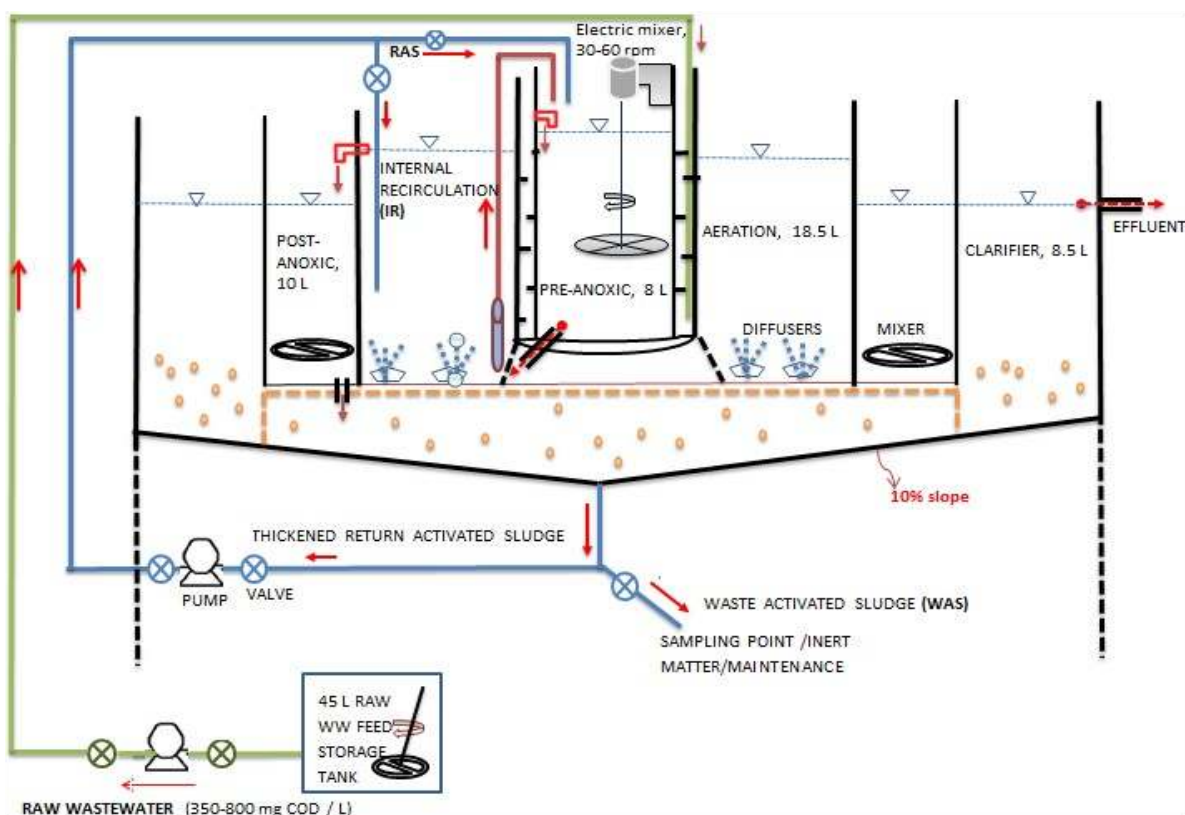 Electric mixer,
30-60 rpm
RAS
INTERNAL
RECIRCULATION
(IR)
POST-
ANOXIC,
10 L
PRE-ANOXIC, 8 L
AERATION, 18.5 L
CLARIFIER, 8.5 L
EFFLUENT
DIFFUSERS
MIXER
10% slope
THICKENED RETURN ACTIVATED SLUDGE
PUMP
VALVE
WASTE ACTIVATED SLUDGE (WAS)
SAMPLING POINT /INERT
MATTER/MAINTENANCE
45 L RAW
WW FEED
STORAGE
TANK
RAW WASTEWATER (350-800 mg COD / L)